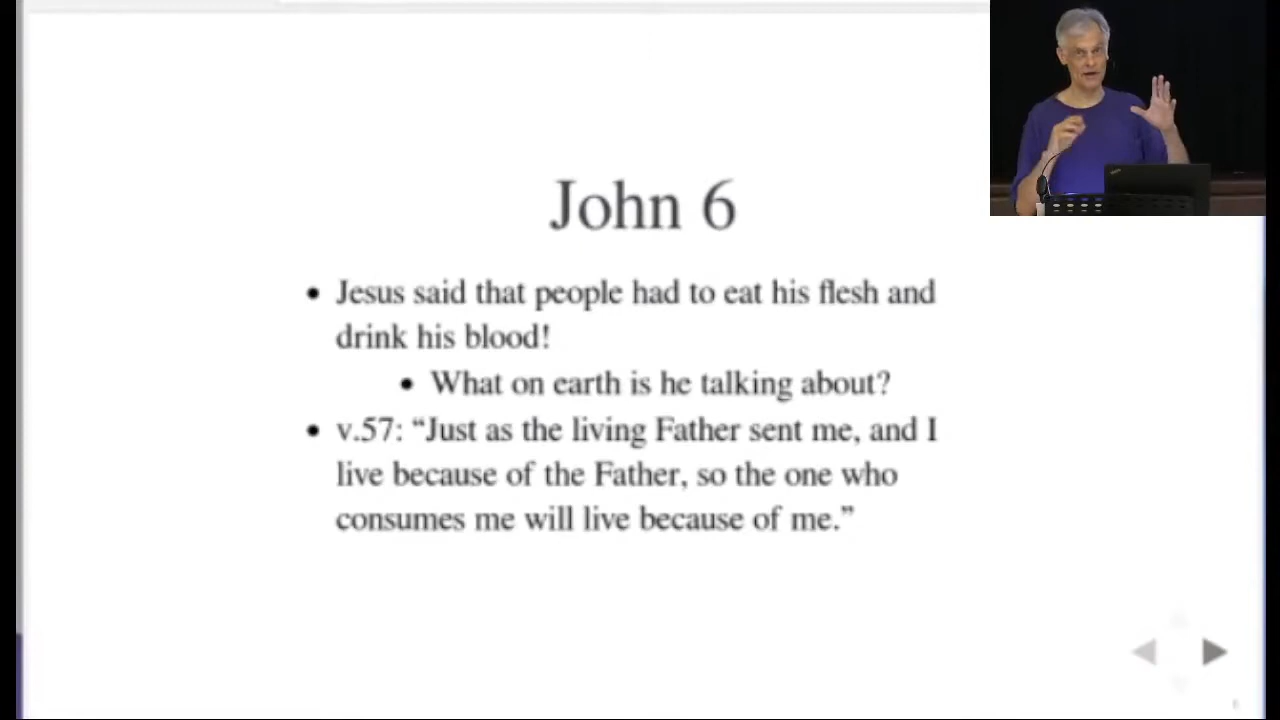 John 6
• Jesus said that people had to eat his flesh and
drink his blood!
• What on earth is he talking about?
• v.57: “Just as the living Father sent me, and I
live because of the Father, so the one who
consumes me will live because of me.”